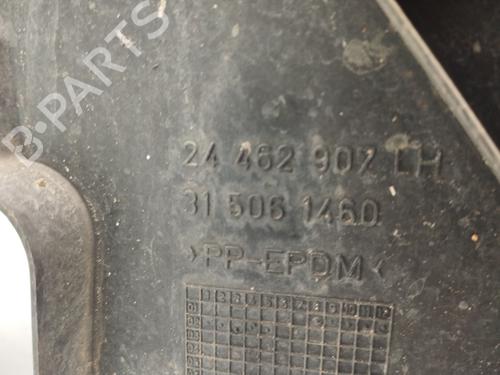 B-PARTS
24 462 907 LH
31 506 1460
>PP-EPDM<